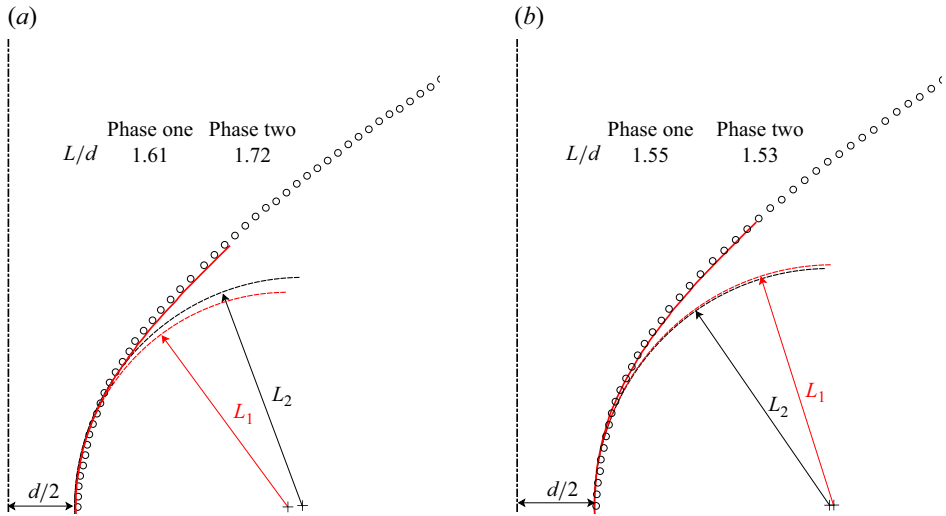 (a)
Phase one Phase two
L/d 1.61 1.72
L2
L1
d/2
(b)
Phase one Phase two
L/d 1.55 1.53
L1
L2
d/2